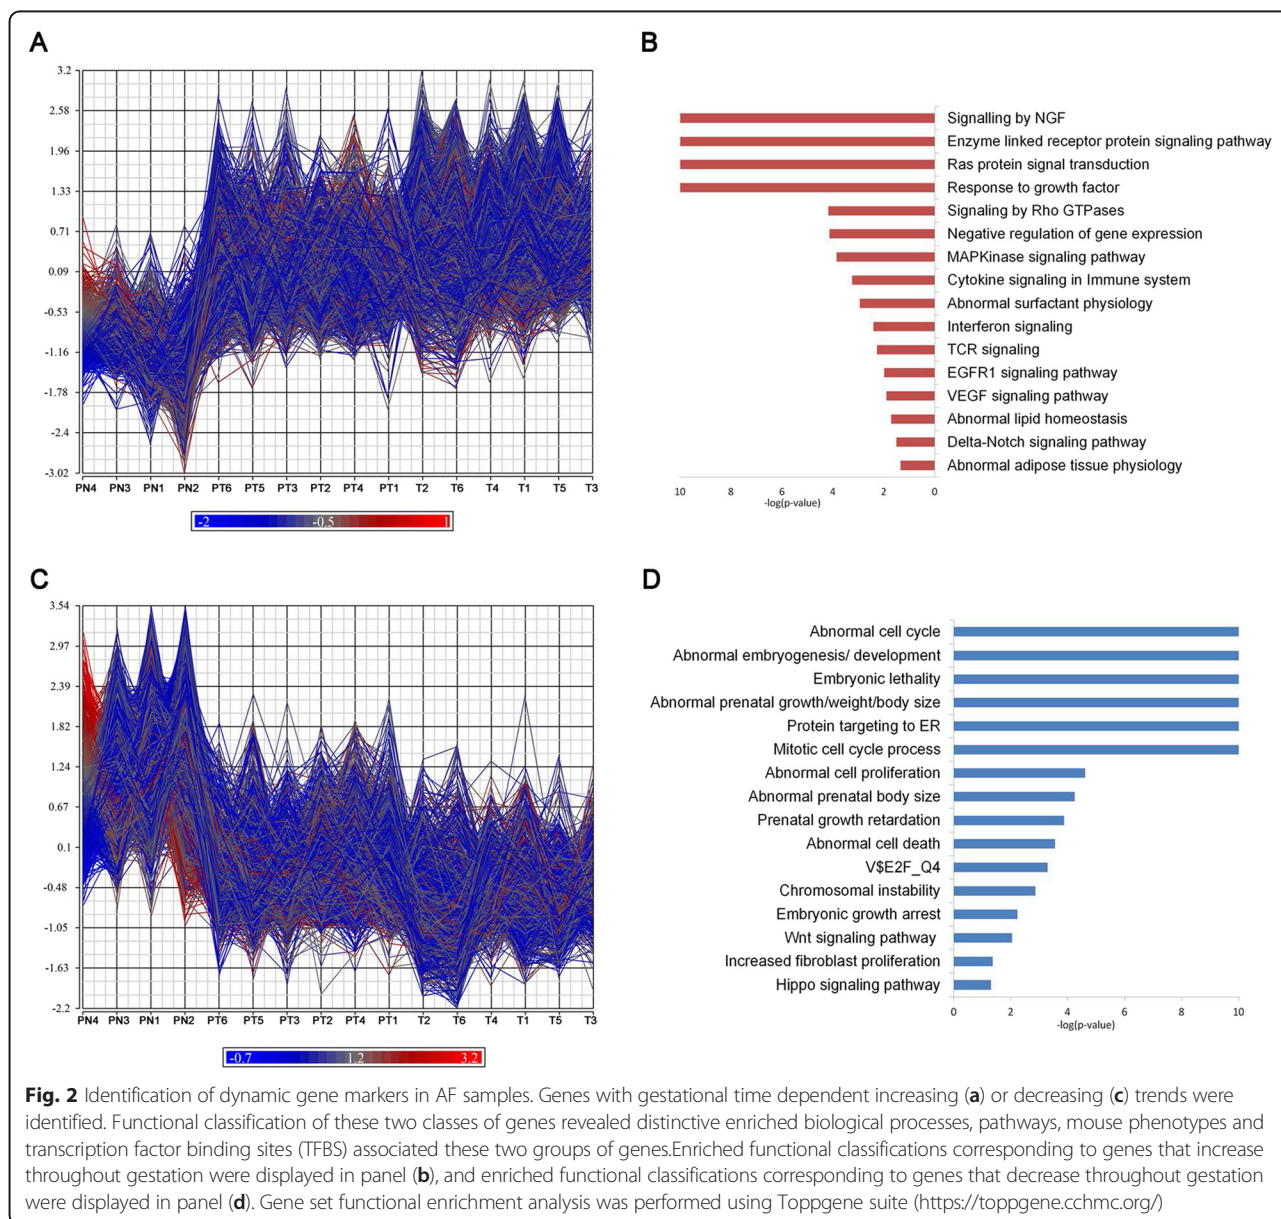 A
3.2
2.58
1.96
1.33
0.71
0.09
-0.53
-1.16
-1.78
-2.4
-3.02
PN4 PN3 PN1 PN2 PT6 PT5 PT3 PT2 PT4 PT1 T2 T6 T4 T1 T5 T3
-2 -0.5 1
B
Signalling by NGF
Enzyme linked receptor protein signaling pathway
Ras protein signal transduction
Response to growth factor
Signaling by Rho GTPases
Negative regulation of gene expression
MAPKinase signaling pathway
Cytokine signaling in Immune system
Abnormal surfactant physiology
Interferon signaling
TCR signaling
EGFR1 signaling pathway
VEGF signaling pathway
Abnormal lipid homeostasis
Delta-Notch signaling pathway
Abnormal adipose tissue physiology
10 8 6 4 2 0
-log(p-value)
C
3.54
2.97
2.39
1.82
1.24
0.67
0.1
-0.48
-1.05
-1.63
-2.2
PN4 PN3 PN1 PN2 PT6 PT5 PT3 PT2 PT4 PT1 T2 T6 T4 T1 T5 T3
-0.7 1.2 3.2
D
Abnormal cell cycle
Abnormal embryogenesis/ development
Embryonic lethality
Abnormal prenatal growth/weight/body size
Protein targeting to ER
Mitotic cell cycle process
Abnormal cell proliferation
Abnormal prenatal body size
Prenatal growth retardation
Abnormal cell death
V$E2F_Q4
Chromosomal instability
Embryonic growth arrest
Wnt signaling pathway
Increased fibroblast proliferation
Hippo signaling pathway
0 2 4 6 8 10
-log(p-value)
Fig. 2 Identification of dynamic gene markers in AF samples. Genes with gestational time dependent increasing (a) or decreasing (c) trends were
identified. Functional classification of these two classes of genes revealed distinctive enriched biological processes, pathways, mouse phenotypes and
transcription factor binding sites (TFBS) associated these two groups of genes.Enriched functional classifications corresponding to genes that increase
throughout gestation were displayed in panel (b), and enriched functional classifications corresponding to genes that decrease throughout gestation
were displayed in panel (d). Gene set functional enrichment analysis was performed using Toppgene suite (https://toppgene.cchmc.org/)